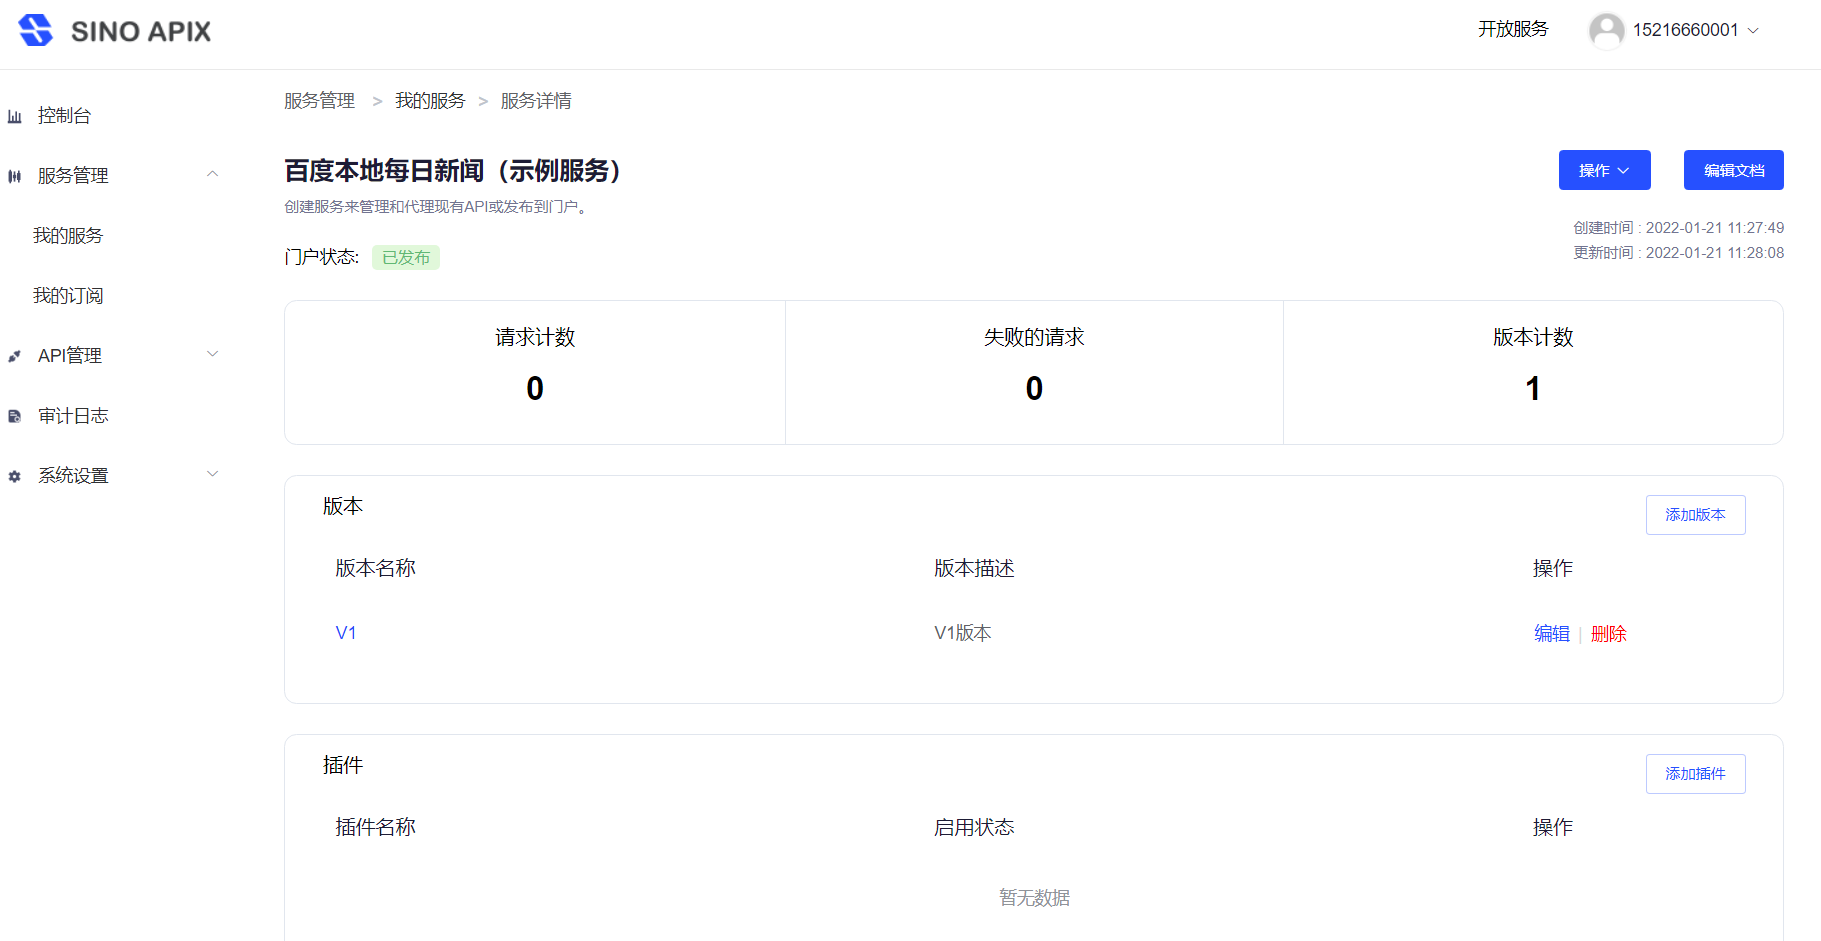 SINO APIX
开放服务
15216660001
控制台
服务管理
我的服务
我的订阅
API管理
审计日志
系统设置
服务管理 > 我的服务 > 服务详情
百度本地每日新闻（示例服务）
操作
编辑文档
创建服务来管理和代理现有API或发布到门户。
门户状态: 已发布
创建时间 : 2022-01-21 11:27:49
更新时间 : 2022-01-21 11:28:08
请求计数
0
失败的请求
0
版本计数
1
版本
添加版本
版本名称 版本描述 操作
V1 V1版本 编辑 | 删除
插件
添加插件
插件名称 启用状态 操作
暂无数据